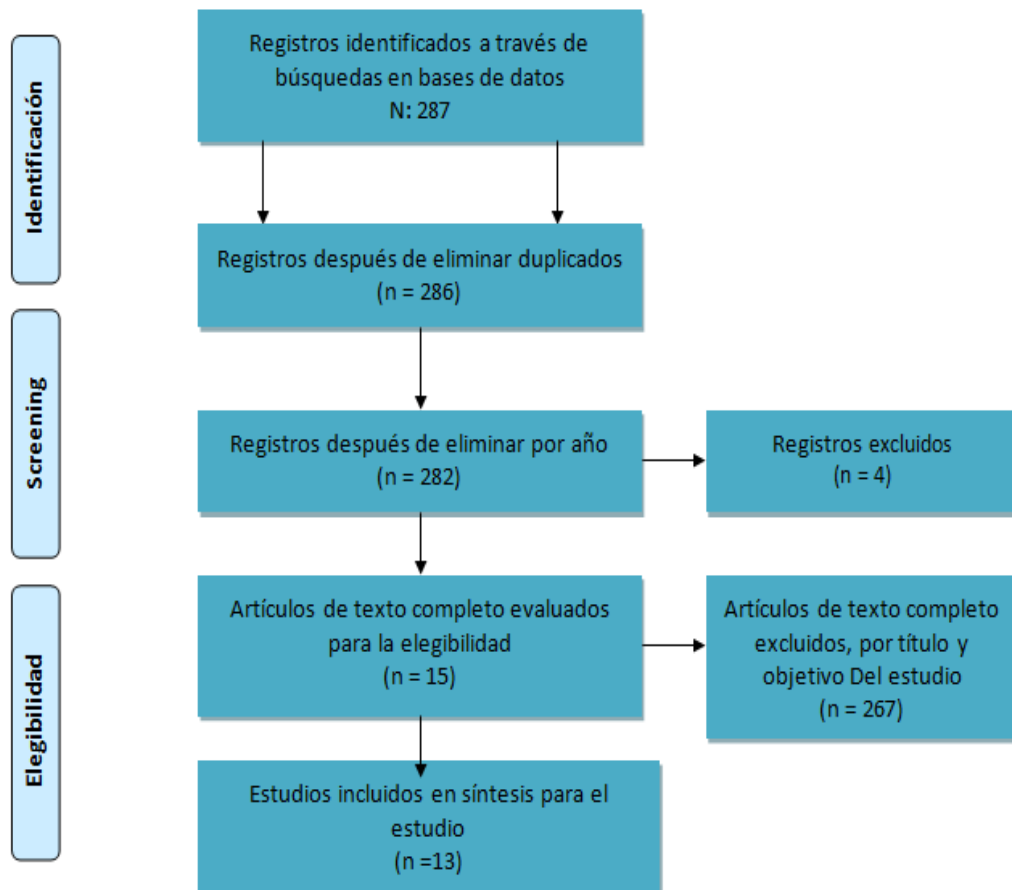 Identificación
Registros identificados a través de
búsquedas en bases de datos
N: 287
Registros después de eliminar duplicados
(n = 286)
Screening
Registros después de eliminar por año
(n = 282)
Registros excluidos
(n = 4)
Elegibilidad
Artículos de texto completo evaluados
para la elegibilidad
(n = 15)
Artículos de texto completo
excluidos, por título y
objetivo Del estudio
(n = 267)
Estudios incluidos en síntesis para el
estudio
(n =13)